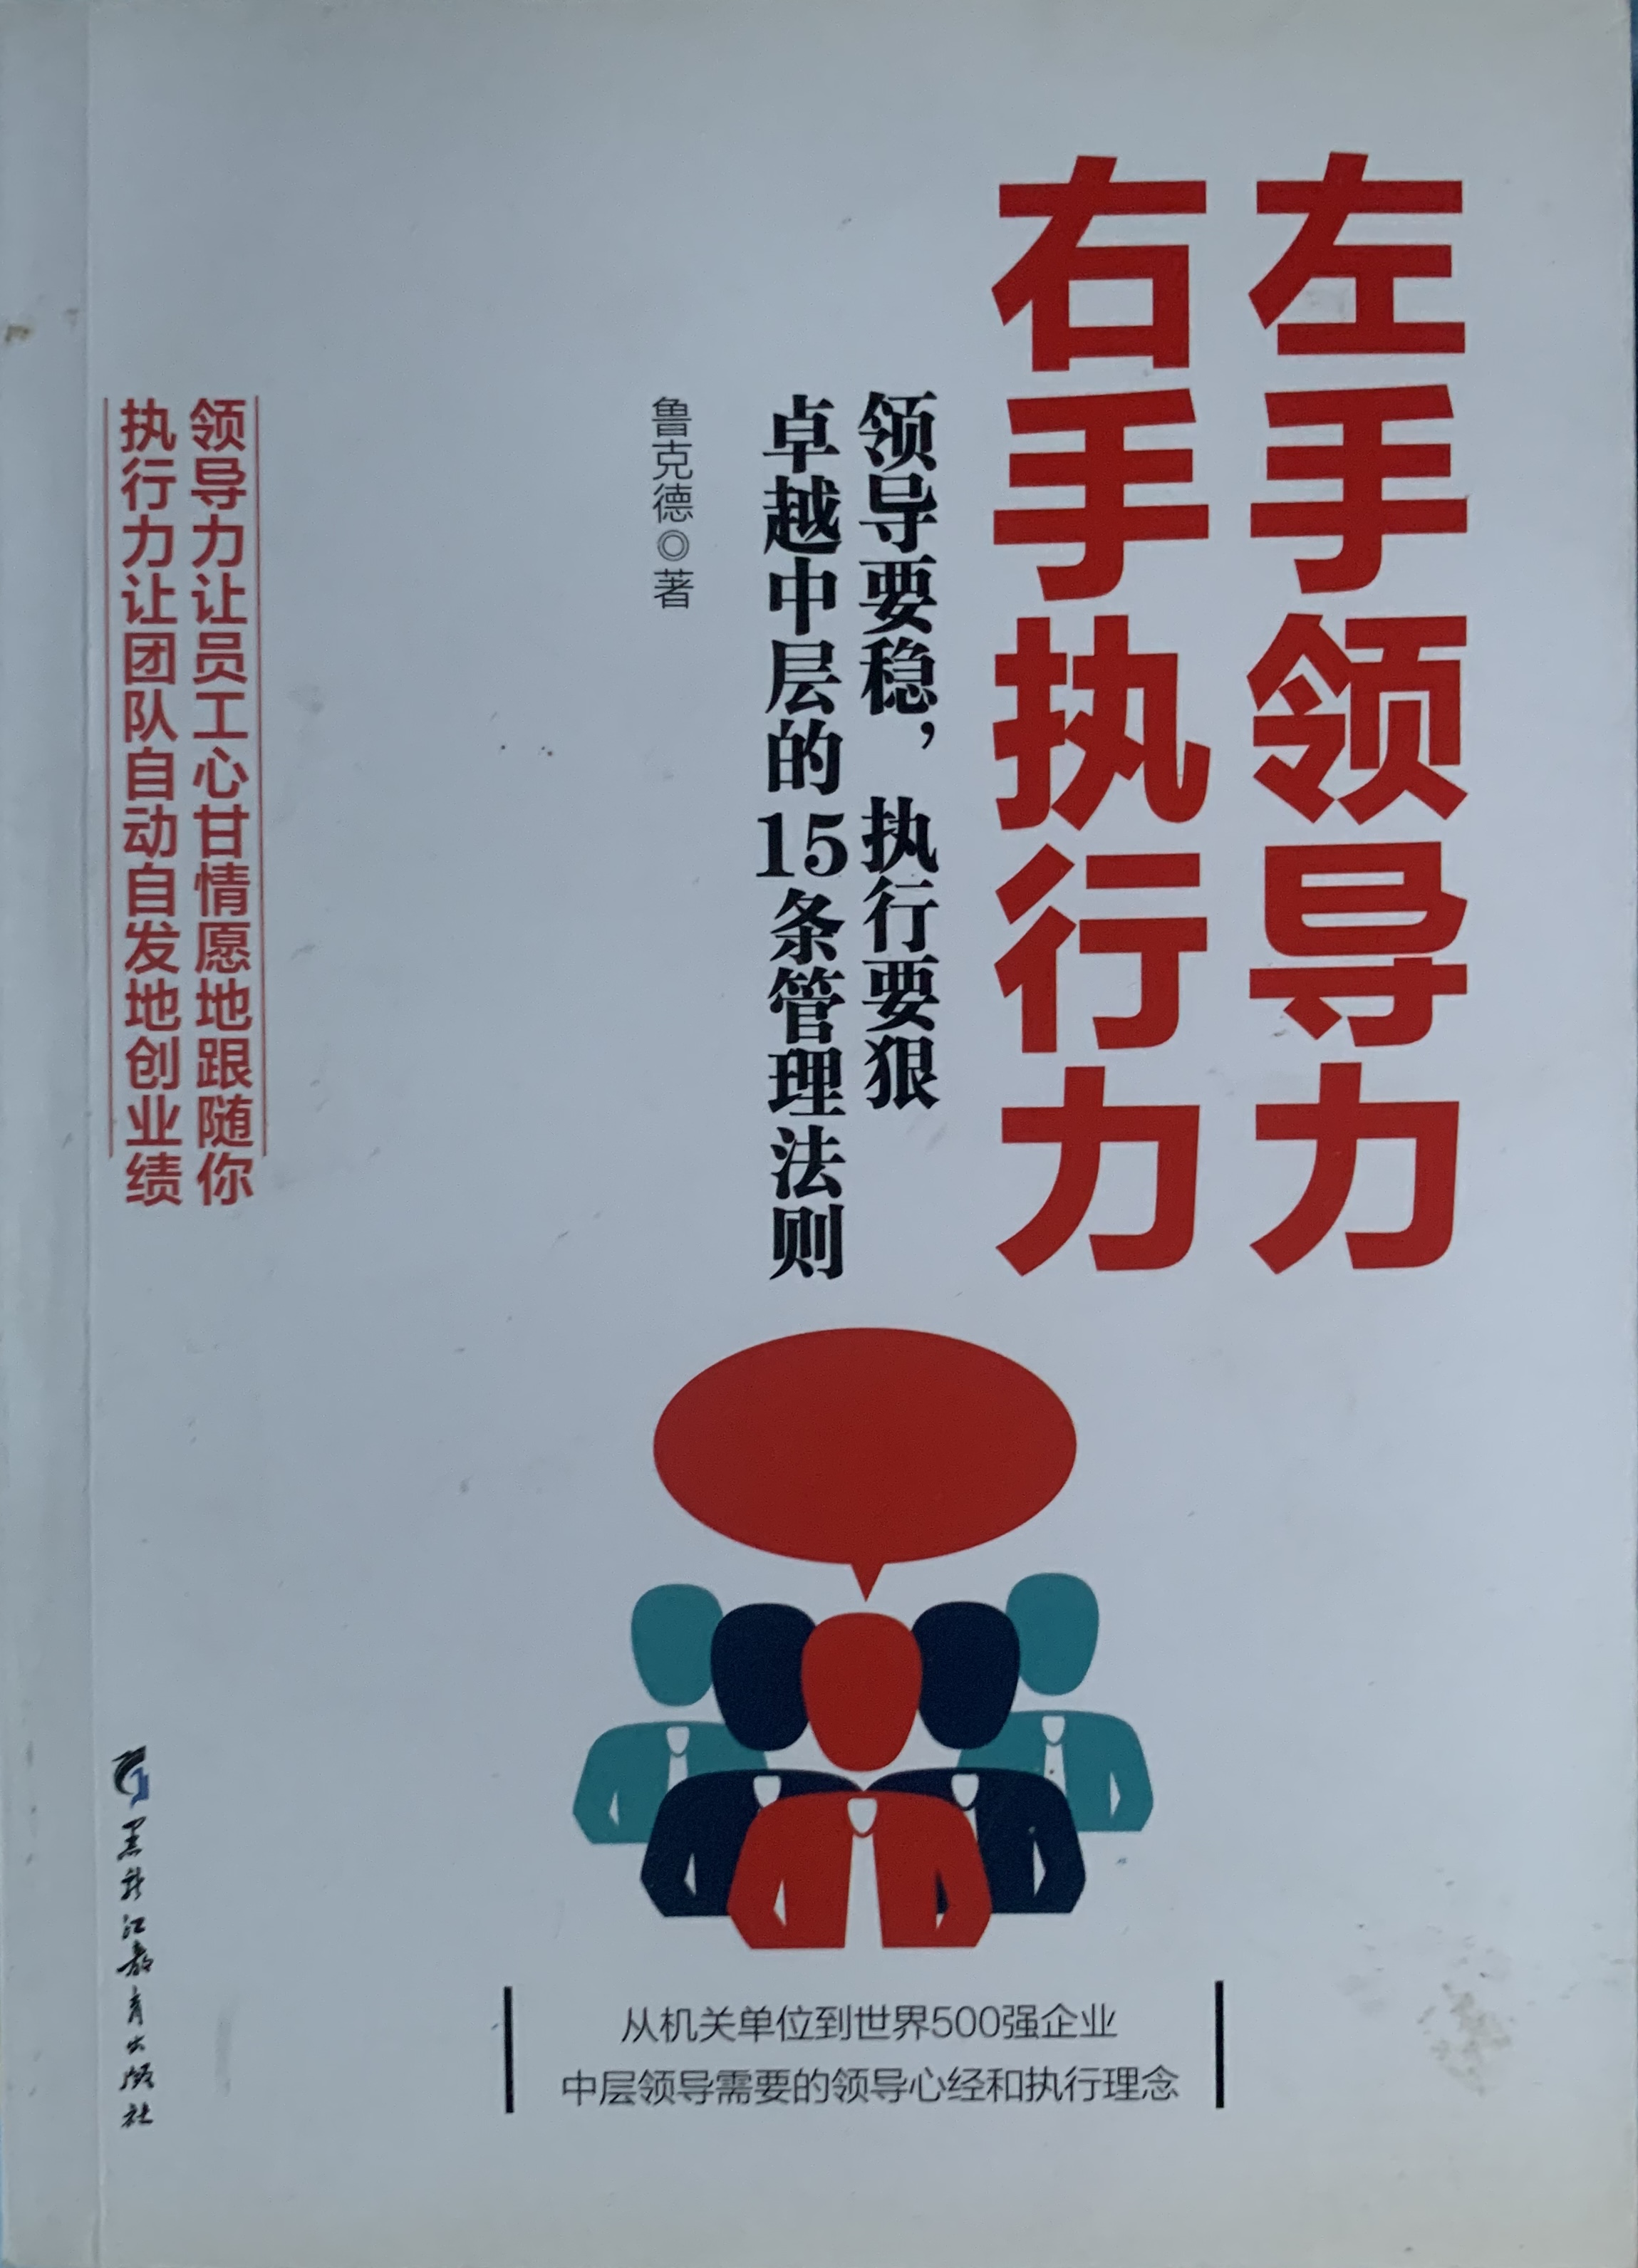 左手领导力
右手执行力
领导要稳，执行要狠
卓越中层的15条管理法则
鲁克德◎著
领导力让员工心甘情愿地跟随你
执行力让团队自动自发地创业绩
从机关单位到世界500强企业
中层领导需要的领导心经和执行理念
黑龙江教育出版社